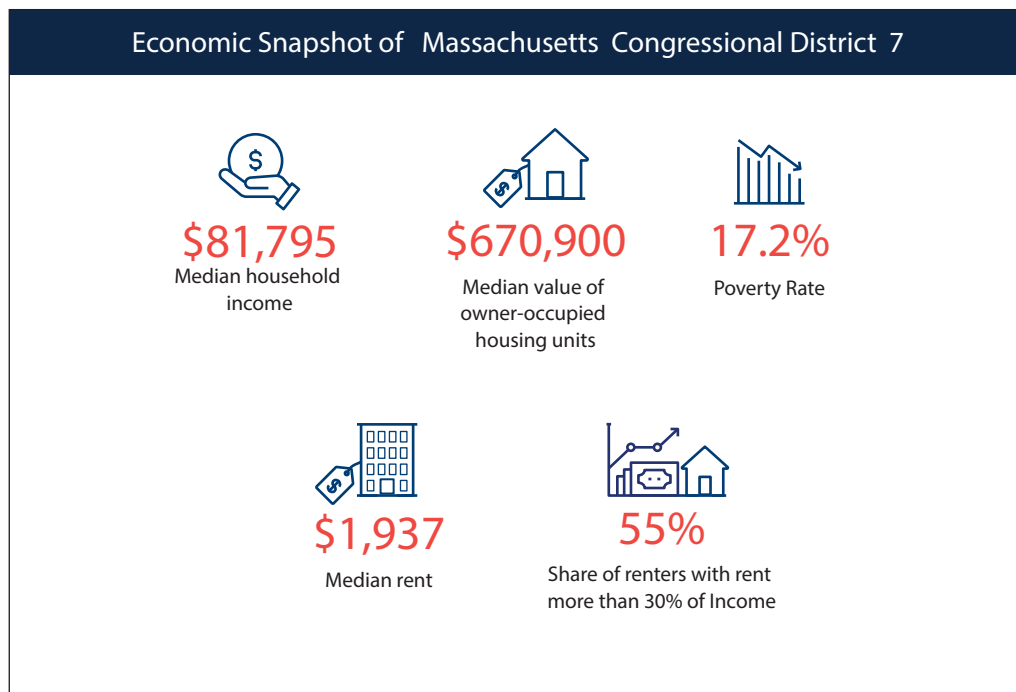 Economic Snapshot of Massachusetts Congressional District 7
$
$
$81,795
Median household
income
$670,900
Median value of
owner-occupied
housing units
17.2%
Poverty Rate
$
$1,937
Median rent
55%
Share of renters with rent
more than 30% of Income